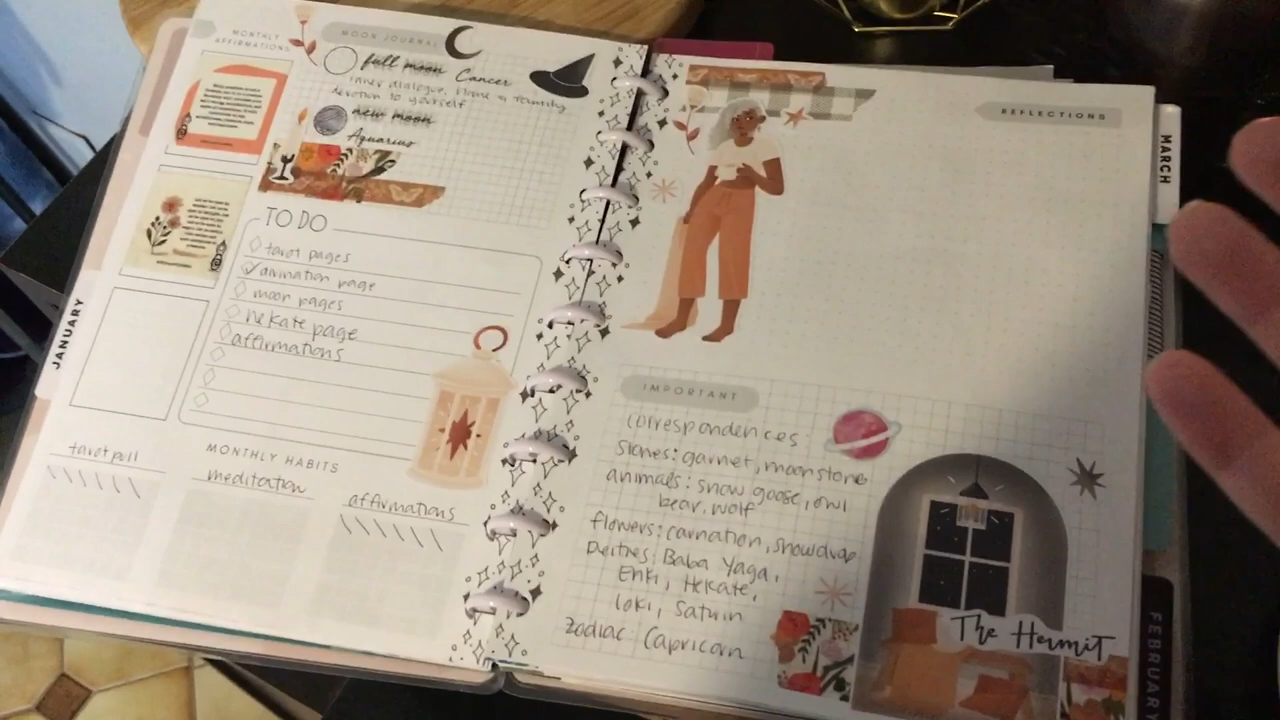 MONTHLY
AFFIRMATIONS
MOON JOURNAL
full moon Cancer
inner dialogue, home & family
devotion to yourself
new moon
Aquarius
TO DO
tarot pages
divination page
moon pages
hekate page
affirmations
JANUARY
MONTHLY HABITS
tarot pull
meditation
affirmations
REFLECTIONS
MARCH
IMPORTANT
correspondences:
stones: garnet, moonstone
animals: snow goose, owl
bear, wolf
flowers: carnation, snowdrop
Deities: Baba Yaga,
Enki, Hekate,
Loki, Saturn
Zodiac: Capricorn
The Hermit
FEBRUARY